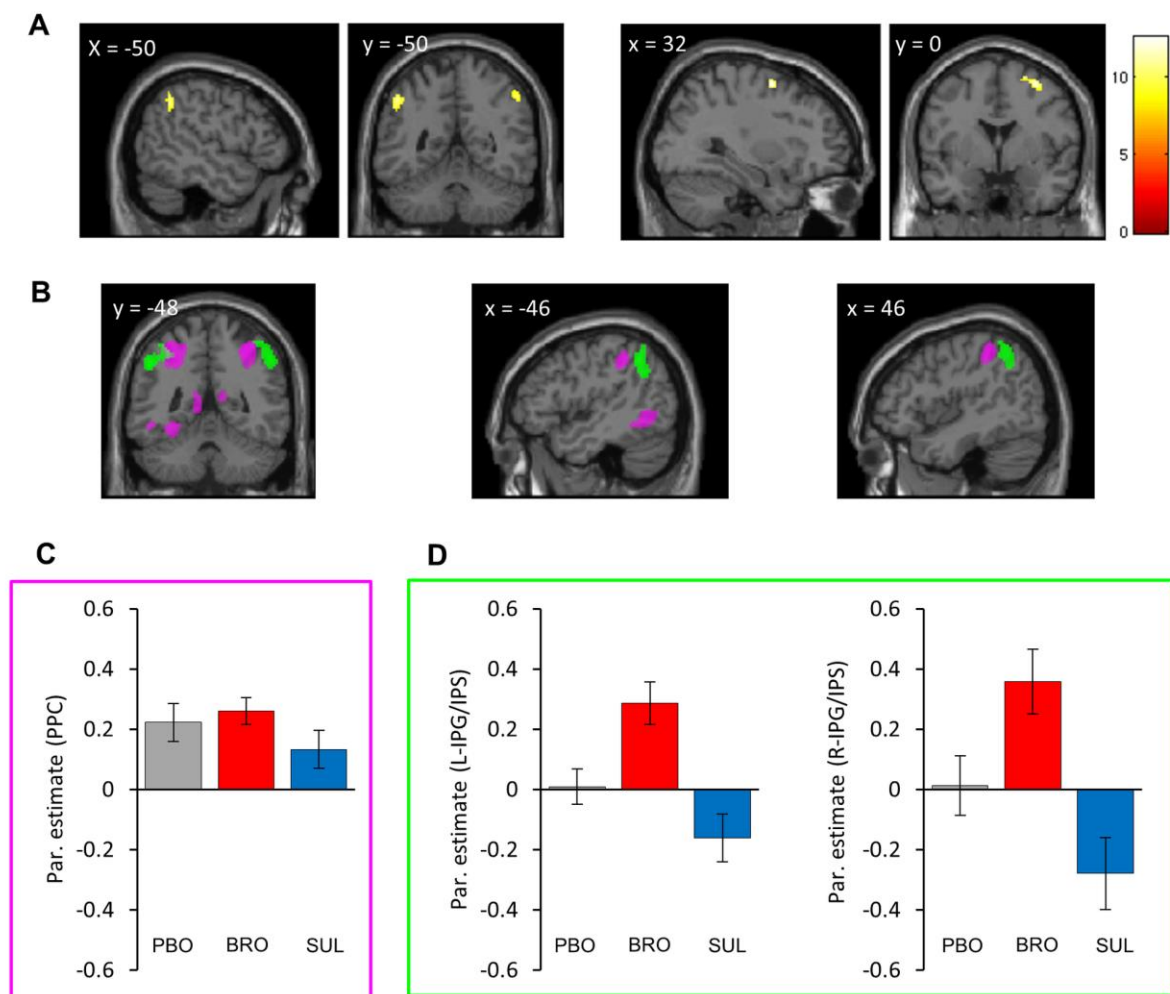 A
X = -50
y = -50
x = 32
y = 0
10
5
0
B
y = -48
x = -46
x = 46
C
Par. estimate (PPC)
0.6
0.4
0.2
0
-0.2
-0.4
-0.6
PBO BRO SUL
D
Par. estimate (L-IPG/IPS)
0.6
0.4
0.2
0
-0.2
-0.4
-0.6
PBO BRO SUL
Par. estimate (R-IPG/IPS)
0.6
0.4
0.2
0
-0.2
-0.4
-0.6
PBO BRO SUL